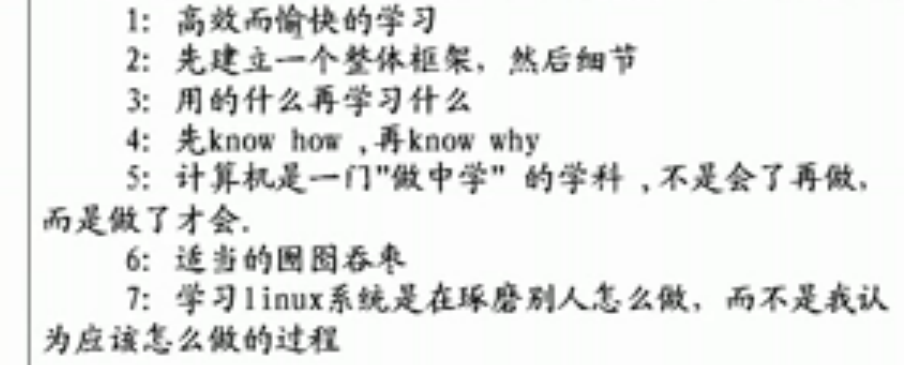 1: 高效而愉快的学习
2: 先建立一个整体框架，然后细节
3: 用的什么再学习什么
4: 先know how ,再know why
5: 计算机是一门"做中学" 的学科 ,不是会了再做，
而是做了才会.
6: 适当的囫囵吞枣
7: 学习linux系统是在琢磨别人怎么做，而不是我认
为应该怎么做的过程